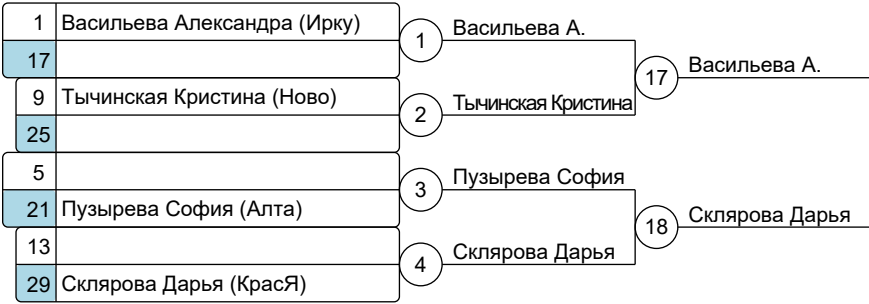 1 Васильева Александра (Ирку)
17
9 Тычинская Кристина (Ново)
25
5
21 Пузырева София (Алта)
13
29 Склярова Дарья (КрасЯ)
1 Васильева А.
2 Тычинская Кристина
3 Пузырева София
4 Склярова Дарья
17 Васильева А.
18 Склярова Дарья